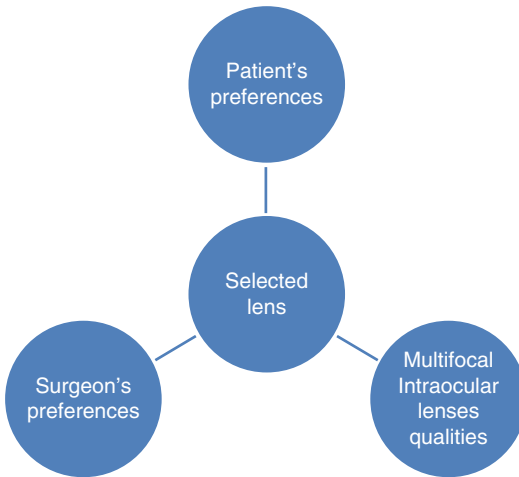 Patient’s
preferences
Selected
lens
Surgeon’s
preferences
Multifocal
Intraocular
lenses
qualities